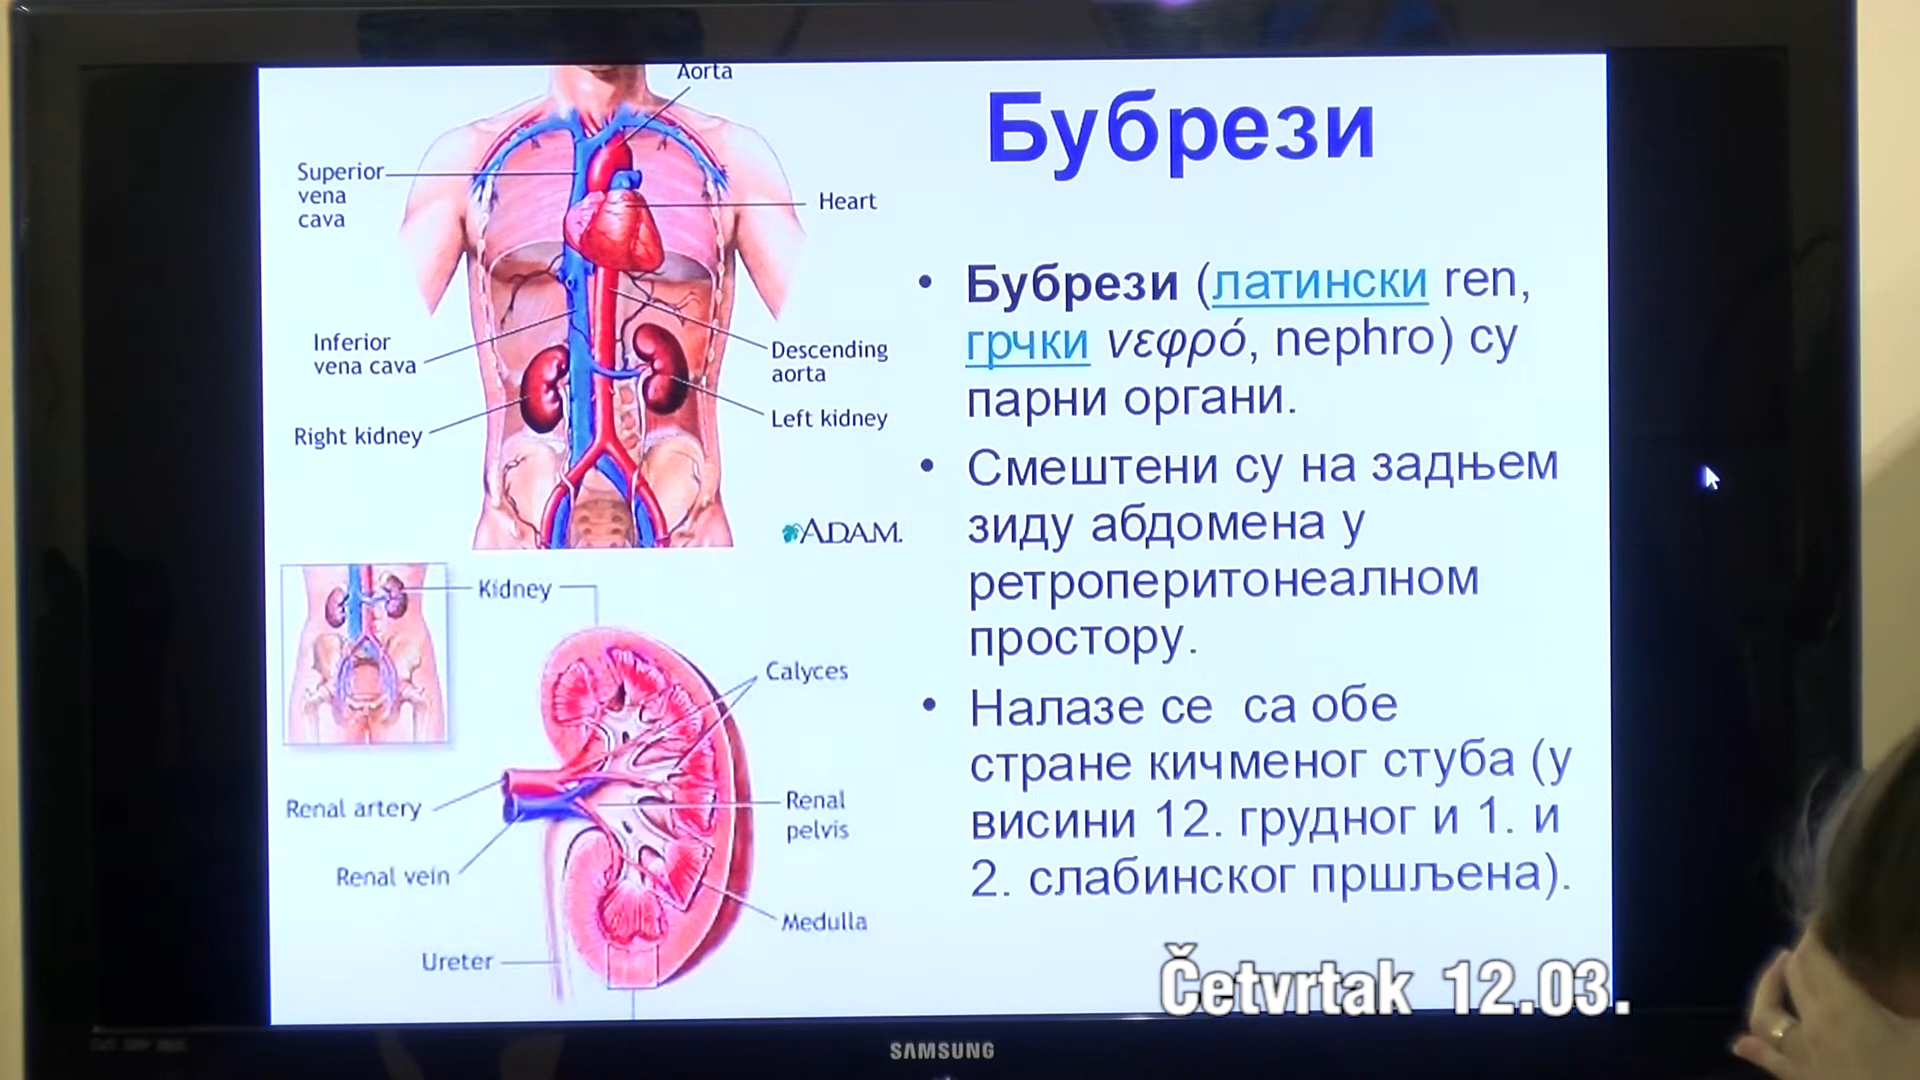 Aorta
Superior
vena
cava
Heart
Inferior
vena cava
Descending
aorta
Left kidney
Right kidney
ADAM.
Kidney
Calyces
Renal artery
Renal
pelvis
Renal vein
Medulla
Ureter
Бубрези
• Бубрези (латински ren,
грчки νεφρό, nephro) су
парни органи.
• Смештени су на задњем
зиду абдомена у
ретроперитонеалном
простору.
• Налазе се са обе
стране кичменог стуба (у
висини 12. грудног и 1. и
2. слабинског пршљена).
Četvrtak 12.03.
SAMSUNG